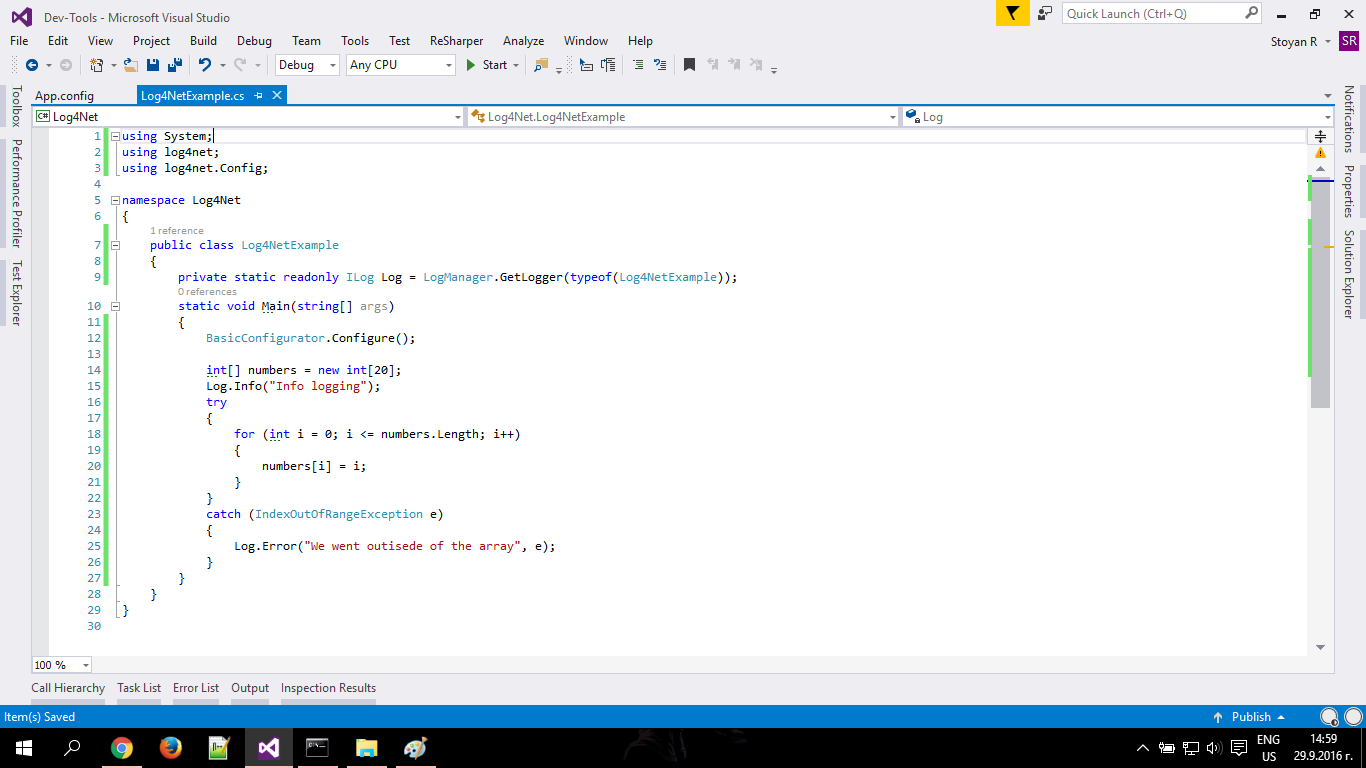 Dev-Tools - Microsoft Visual Studio
Quick Launch (Ctrl+Q)
File Edit View Project Build Debug Team Tools Test ReSharper Analyze Window Help
Stoyan R
SR
Debug Any CPU Start
App.config
Log4NetExample.cs
C# Log4Net
Log4Net.Log4NetExample
Log
Toolbox
Performance Profiler
Test Explorer
1 using System;
2 using log4net;
3 using log4net.Config;
4
5 namespace Log4Net
6 {
1 reference
7 public class Log4NetExample
8 {
9 private static readonly ILog Log = LogManager.GetLogger(typeof(Log4NetExample));
0 references
10 static void Main(string[] args)
11 {
12 BasicConfigurator.Configure();
13
14 int[] numbers = new int[20];
15 Log.Info("Info logging");
16 try
17 {
18 for (int i = 0; i <= numbers.Length; i++)
19 {
20 numbers[i] = i;
21 }
22 }
23 catch (IndexOutOfRangeException e)
24 {
25 Log.Error("We went outisede of the array", e);
26 }
27 }
28 }
29 }
30
Notifications
Properties
Solution Explorer
100 %
Call Hierarchy Task List Error List Output Inspection Results
Item(s) Saved
Publish
ENG
US
14:59
29.9.2016 г.